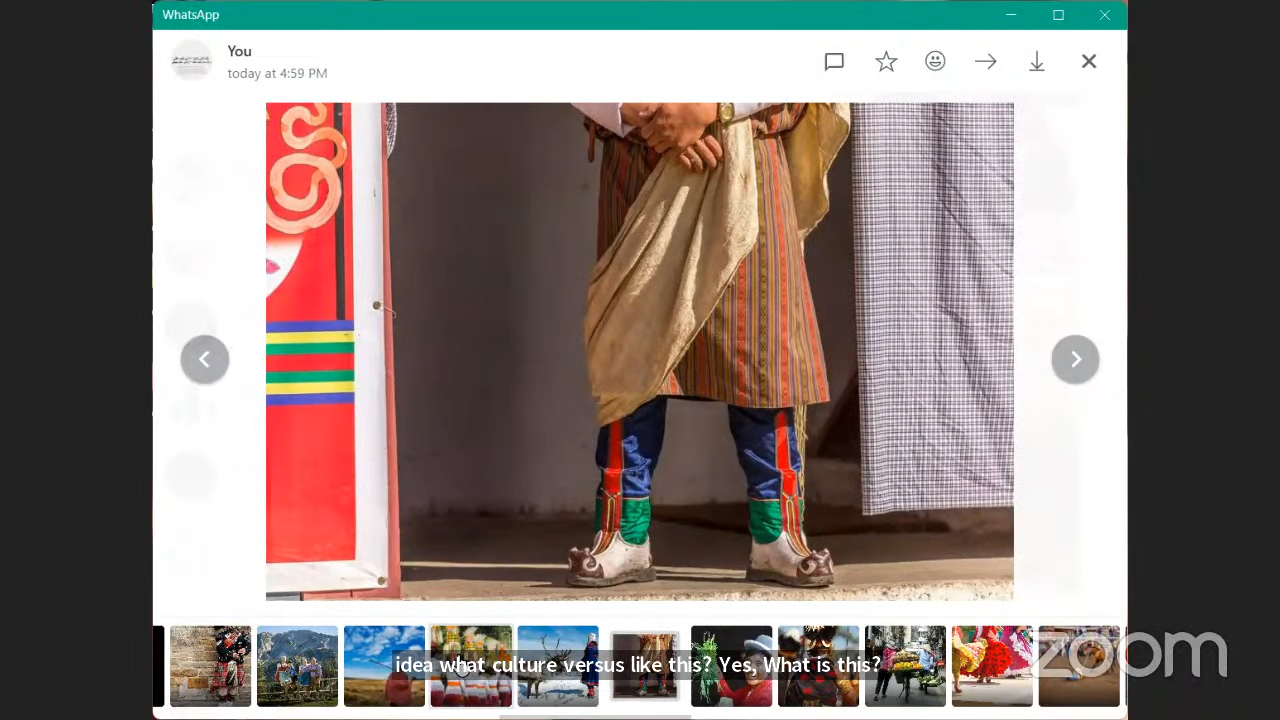 WhatsApp
You
today at 4:59 PM
idea what culture versus like this? Yes, What is this?
zoom